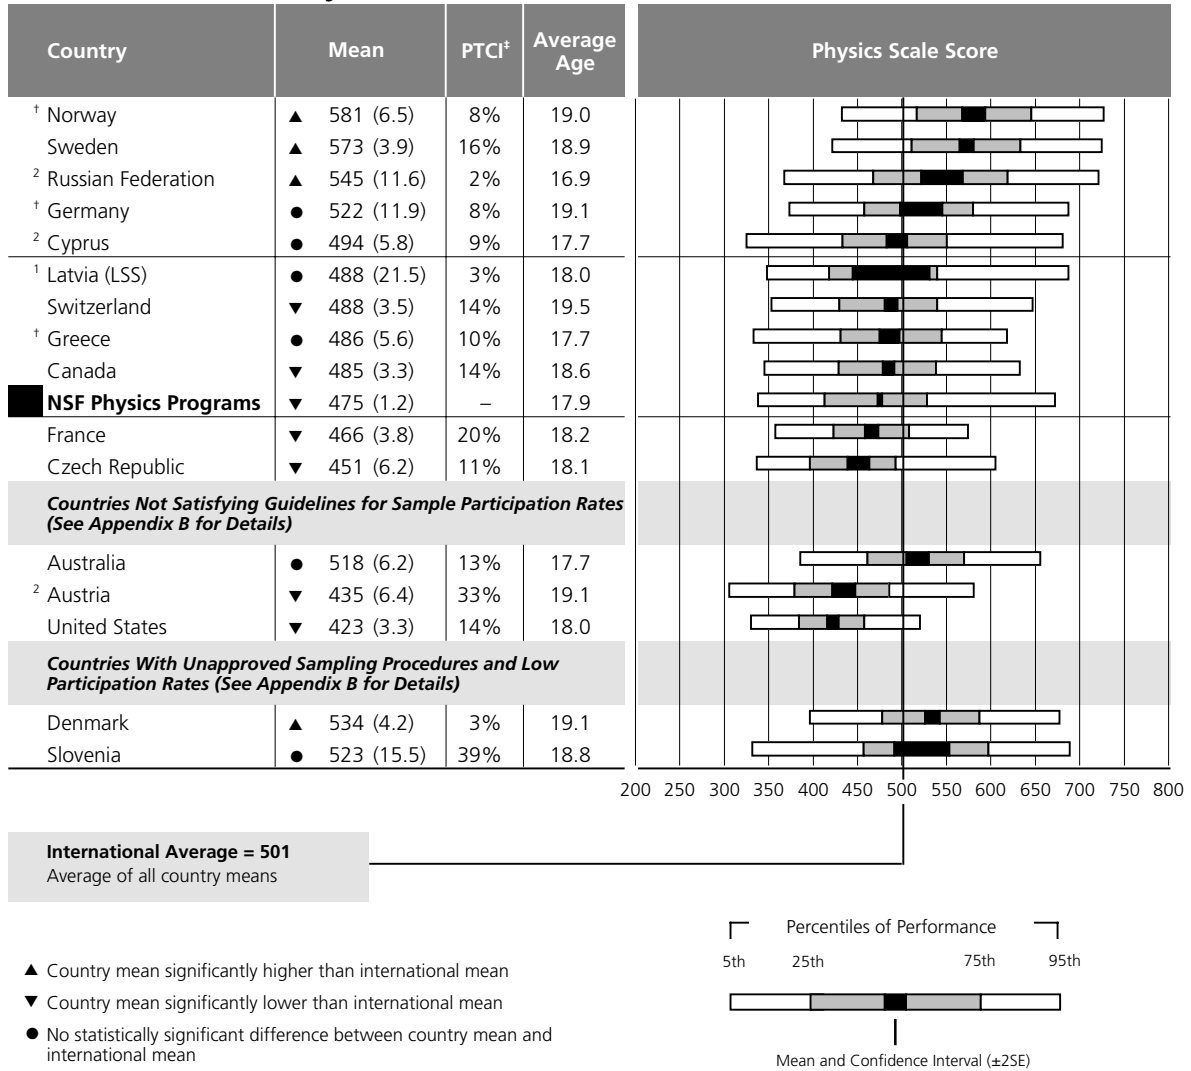 Country Mean PTCI‡ Average Age Physics Scale Score
† Norway ▲ 581 (6.5) 8% 19.0
Sweden ▲ 573 (3.9) 16% 18.9
2 Russian Federation ▲ 545 (11.6) 2% 16.9
† Germany ● 522 (11.9) 8% 19.1
2 Cyprus ● 494 (5.8) 9% 17.7
1 Latvia (LSS) ● 488 (21.5) 3% 18.0
Switzerland ▼ 488 (3.5) 14% 19.5
† Greece ● 486 (5.6) 10% 17.7
Canada ▼ 485 (3.3) 14% 18.6
NSF Physics Programs ▼ 475 (1.2) – 17.9
France ▼ 466 (3.8) 20% 18.2
Czech Republic ▼ 451 (6.2) 11% 18.1
Countries Not Satisfying Guidelines for Sample Participation Rates
(See Appendix B for Details)
Australia ● 518 (6.2) 13% 17.7
2 Austria ▼ 435 (6.4) 33% 19.1
United States ▼ 423 (3.3) 14% 18.0
Countries With Unapproved Sampling Procedures and Low
Participation Rates (See Appendix B for Details)
Denmark ▲ 534 (4.2) 3% 19.1
Slovenia ● 523 (15.5) 39% 18.8
200 250 300 350 400 450 500 550 600 650 700 750 800
International Average = 501
Average of all country means
Percentiles of Performance
5th 25th 75th 95th
Mean and Confidence Interval (±2SE)
▲ Country mean significantly higher than international mean
▼ Country mean significantly lower than international mean
● No statistically significant difference between country mean and
international mean